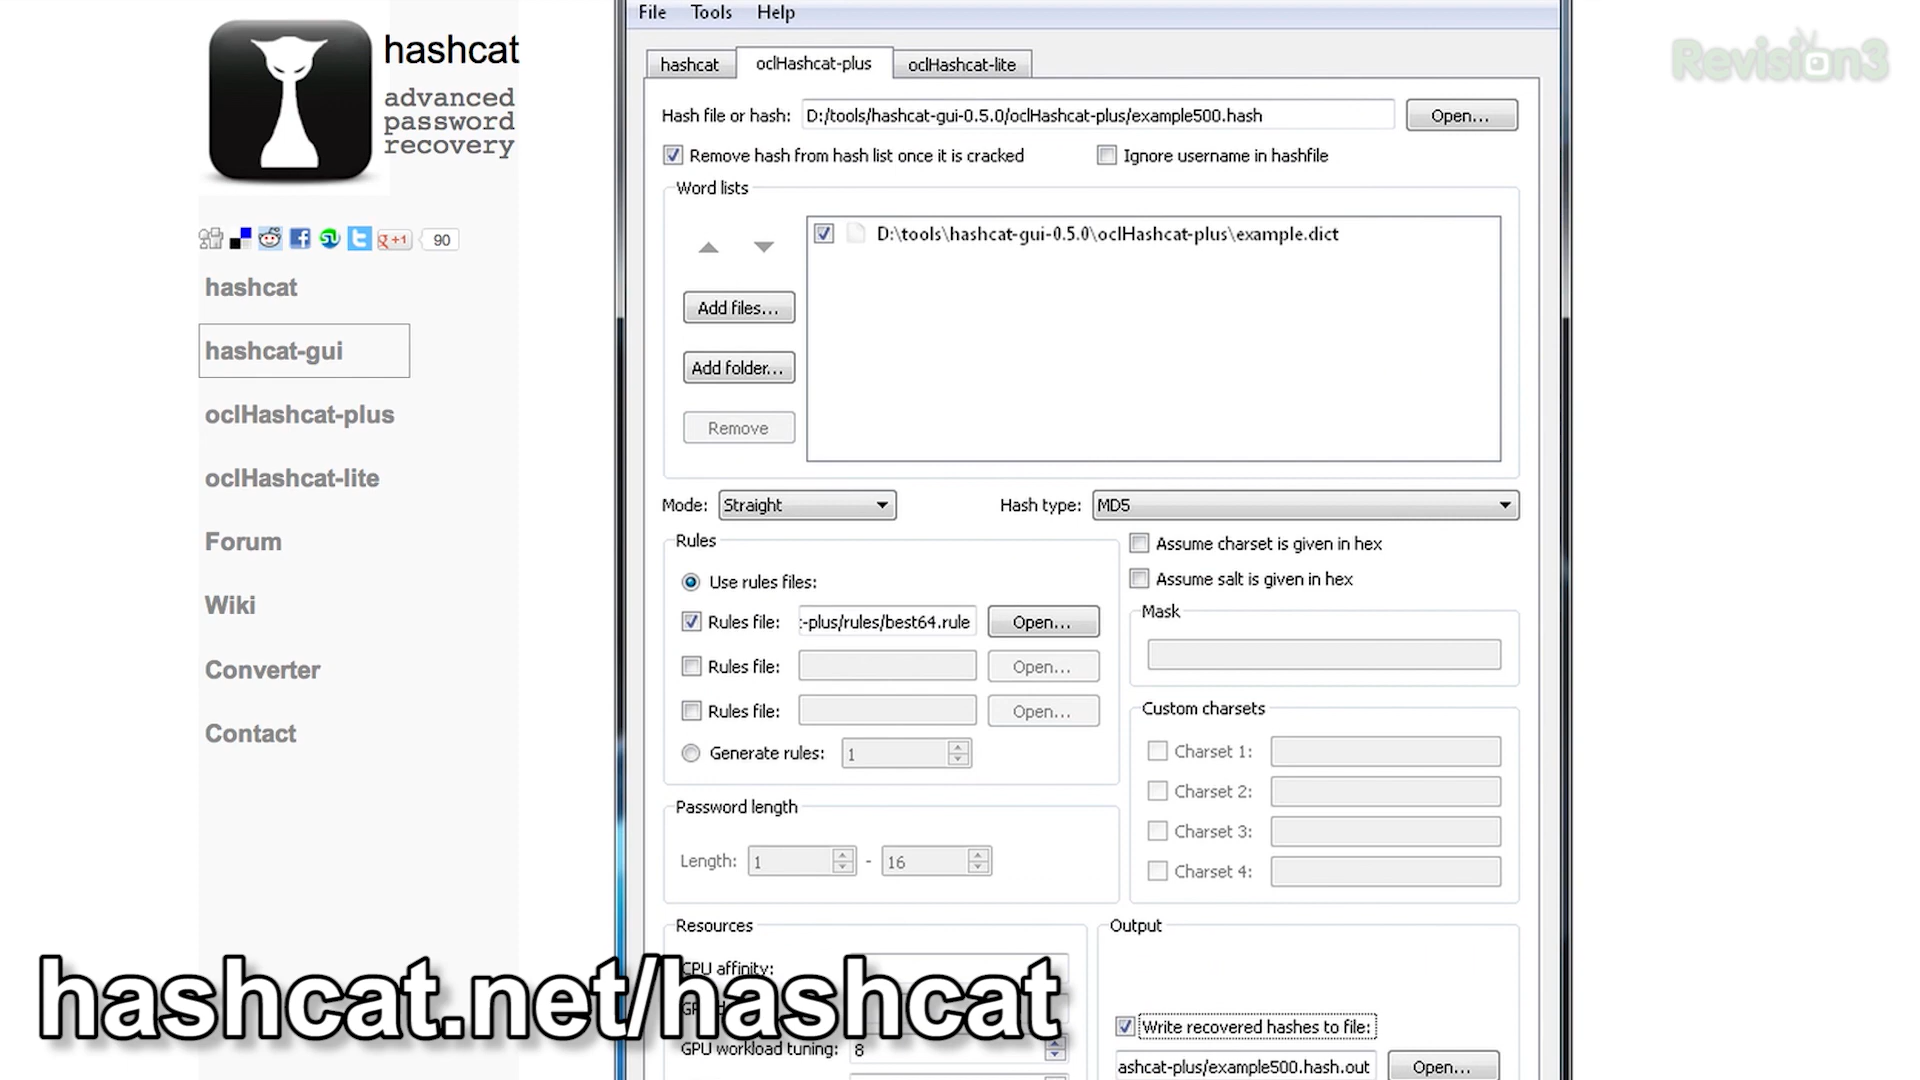 hashcat
advanced
password
recovery
g +1
90
hashcat
hashcat-gui
oclHashcat-plus
oclHashcat-lite
Forum
Wiki
Converter
Contact
File Tools Help
hashcat oclHashcat-plus oclHashcat-lite
Hash file or hash: D:/tools/hashcat-gui-0.5.0/oclHashcat-plus/example500.hash Open...
Remove hash from hash list once it is cracked Ignore username in hashfile
Word lists
D:\tools\hashcat-gui-0.5.0\oclHashcat-plus\example.dict
Add files...
Add folder...
Remove
Mode: Straight Hash type: MD5
Rules
Use rules files:
Rules file: :-plus/rules/best64.rule Open...
Rules file: Open...
Rules file: Open...
Generate rules: 1
Assume charset is given in hex
Assume salt is given in hex
Mask
Custom charsets
Charset 1:
Charset 2:
Charset 3:
Charset 4:
Password length
Length: 1 - 16
Resources
CPU affinity:
GPU workload tuning: 8
Output
Write recovered hashes to file:
ashcat-plus/example500.hash.out Open...
hashcat.net/hashcat
Revision3